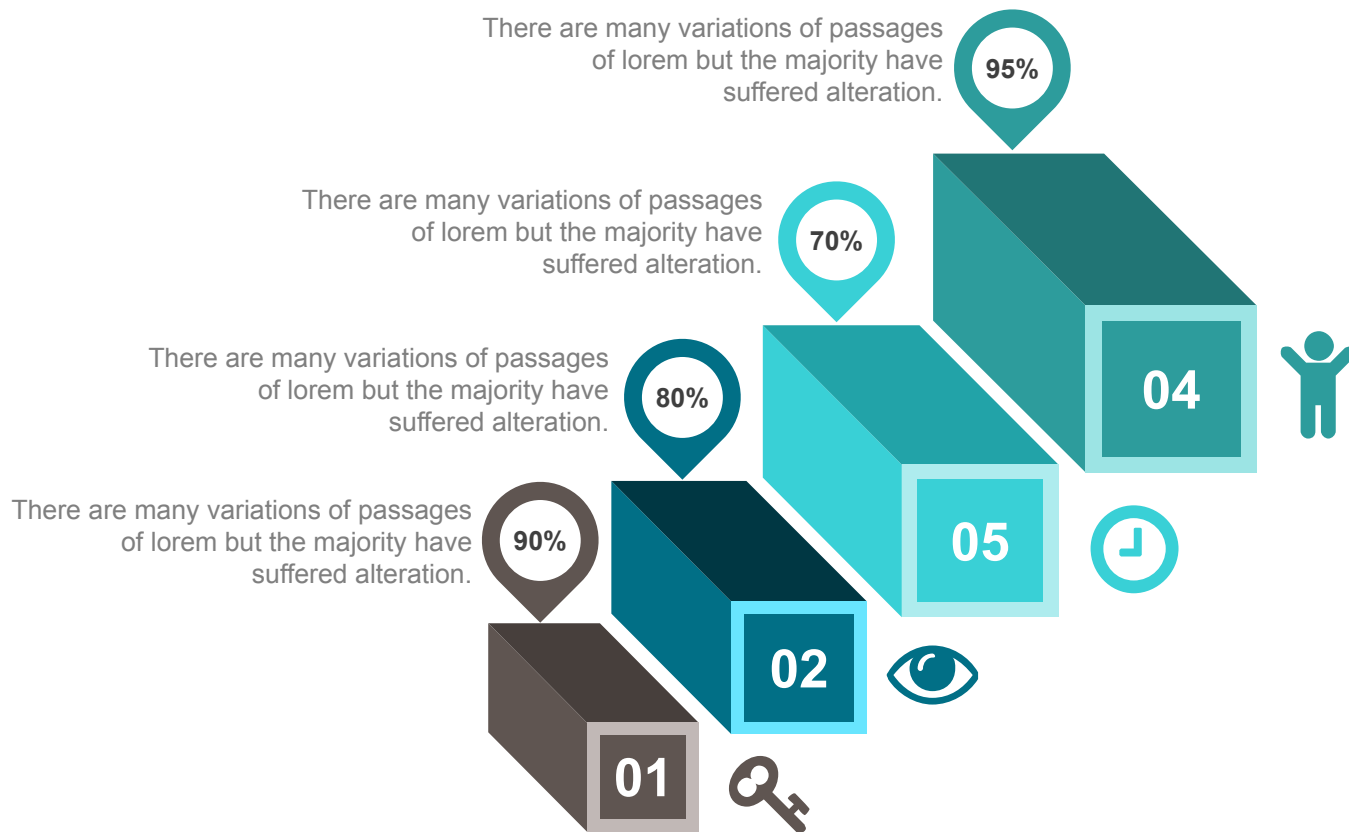 There are many variations of passages
of lorem but the majority have
suffered alteration.
95%
04
There are many variations of passages
of lorem but the majority have
suffered alteration.
70%
05
There are many variations of passages
of lorem but the majority have
suffered alteration.
80%
02
There are many variations of passages
of lorem but the majority have
suffered alteration.
90%
01